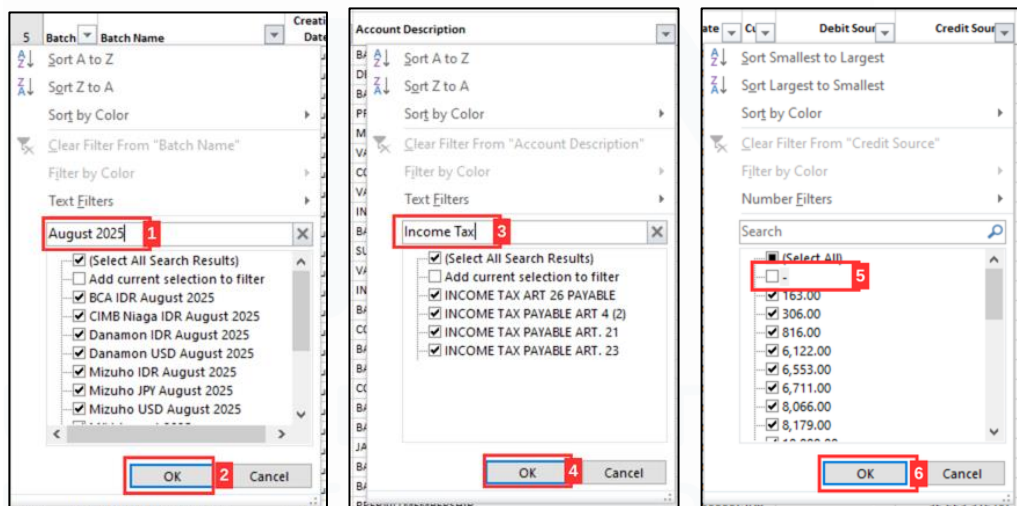 Creati
5 Batch Batch Name Date
Sort A to Z
Sort Z to A
Sort by Color
Clear Filter From "Batch Name"
Filter by Color
Text Filters
August 2025 1
(Select All Search Results)
Add current selection to filter
BCA IDR August 2025
CIMB Niaga IDR August 2025
Danamon IDR August 2025
Danamon USD August 2025
Mizuho IDR August 2025
Mizuho JPY August 2025
Mizuho USD August 2025
OK 2 Cancel
Account Description
Sort A to Z
Sort Z to A
Sort by Color
Clear Filter From "Account Description"
Filter by Color
Text Filters
Income Tax 3
(Select All Search Results)
Add current selection to filter
INCOME TAX ART 26 PAYABLE
INCOME TAX PAYABLE ART 4 (2)
INCOME TAX PAYABLE ART. 21
INCOME TAX PAYABLE ART. 23
OK 4 Cancel
ate Cu Debit Sour Credit Sour
Sort Smallest to Largest
Sort Largest to Smallest
Sort by Color
Clear Filter From "Credit Source"
Filter by Color
Number Filters
Search
(Select All)
- 5
163.00
306.00
816.00
6,122.00
6,553.00
6,711.00
8,066.00
8,179.00
OK 6 Cancel